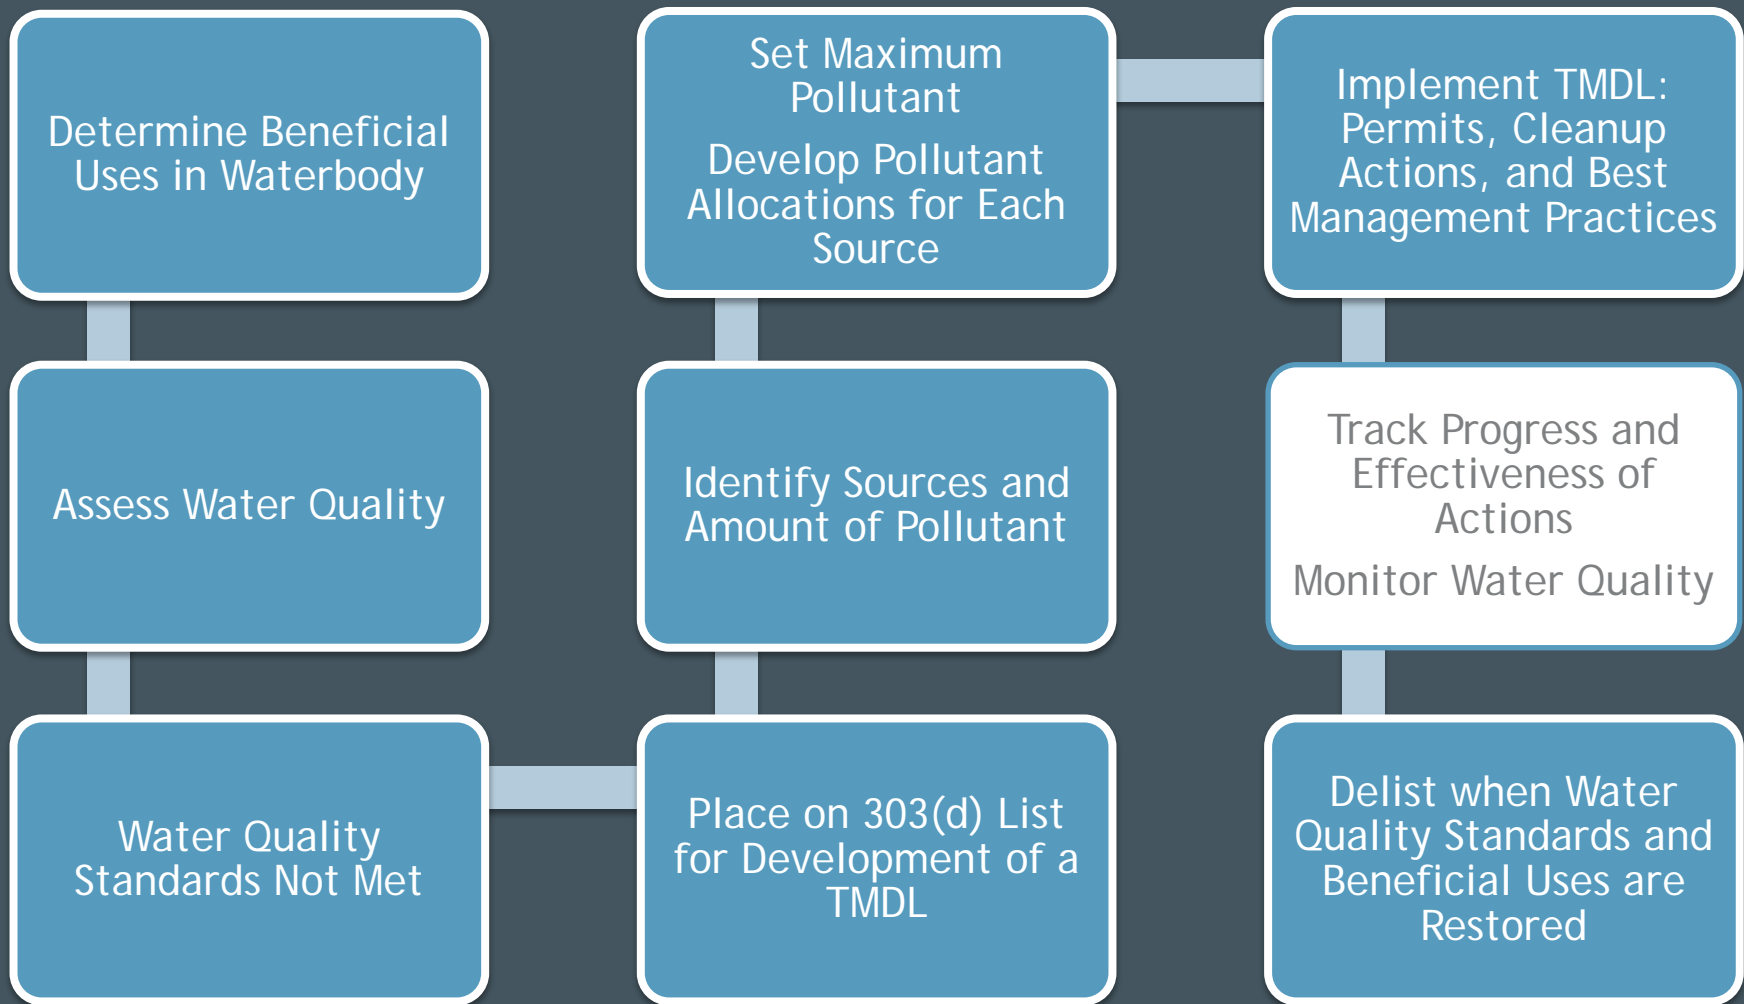 Determine Beneficial
Uses in Waterbody
Assess Water Quality
Water Quality
Standards Not Met
Place on 303(d) List
for Development of a
TMDL
Identify Sources and
Amount of Pollutant
Set Maximum
Pollutant
Develop Pollutant
Allocations for Each
Source
Implement TMDL:
Permits, Cleanup
Actions, and Best
Management Practices
Track Progress and
Effectiveness of
Actions
Monitor Water Quality
Delist when Water
Quality Standards and
Beneficial Uses are
Restored